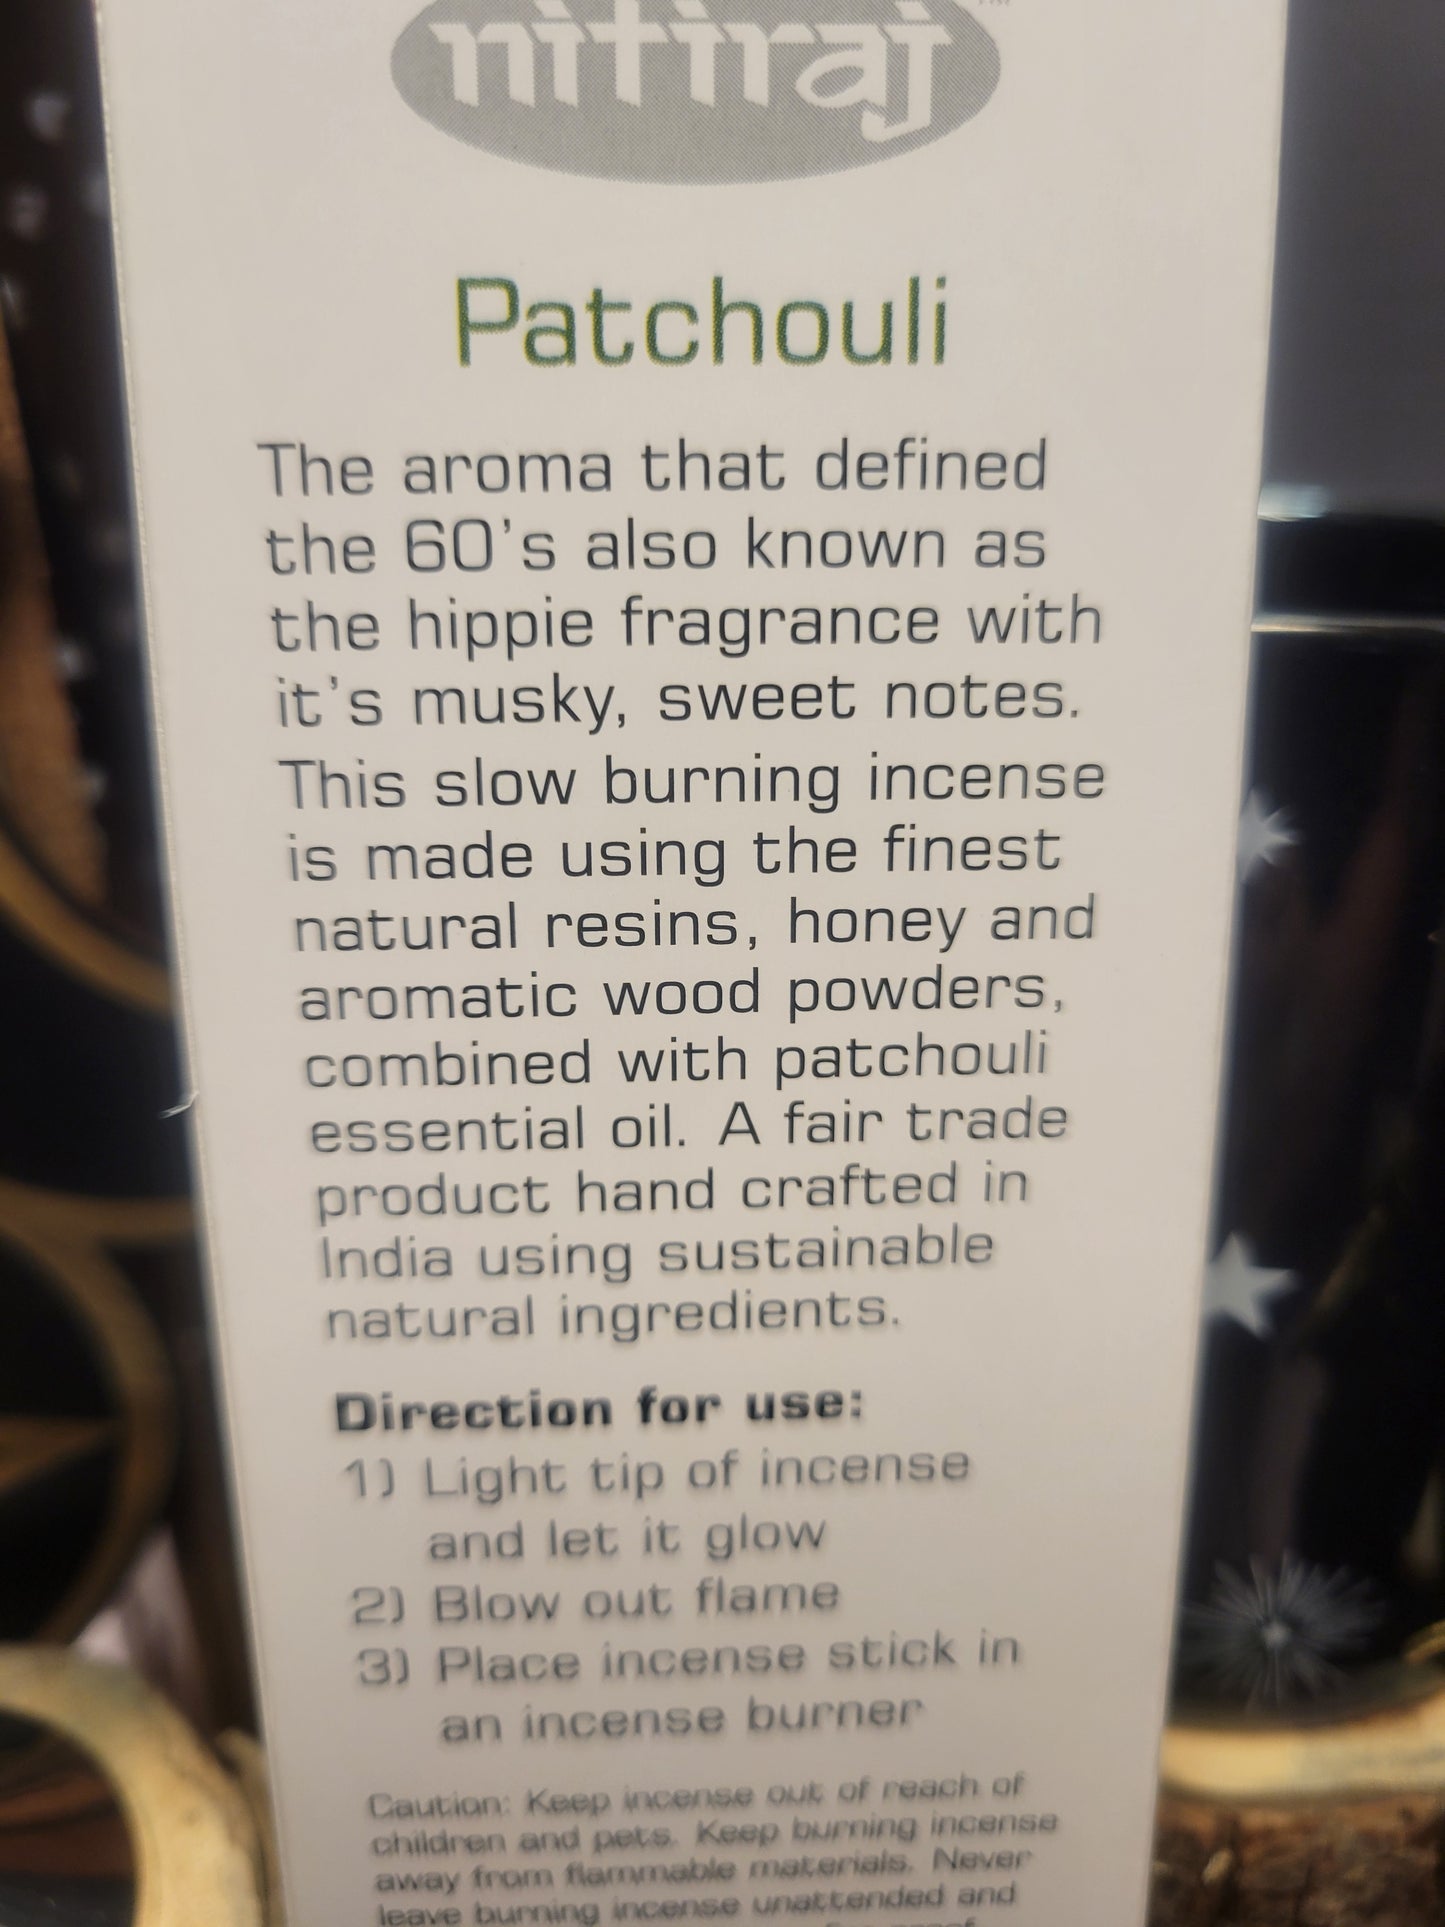 nitiraj
Patchouli
The aroma that defined
the 60's also known as
the hippie fragrance with
it's musky, sweet notes.
This slow burning incense
is made using the finest
natural resins, honey and
aromatic wood powders,
combined with patchouli
essential oil. A fair trade
product hand crafted in
India using sustainable
natural ingredients.
Direction for use:
1) Light tip of incense
and let it glow
2) Blow out flame
3) Place incense stick in
an incense burner
Caution: Keep incense out of reach of
children and pets. Keep burning incense
away from flammable materials. Never
leave burning incense unattended and